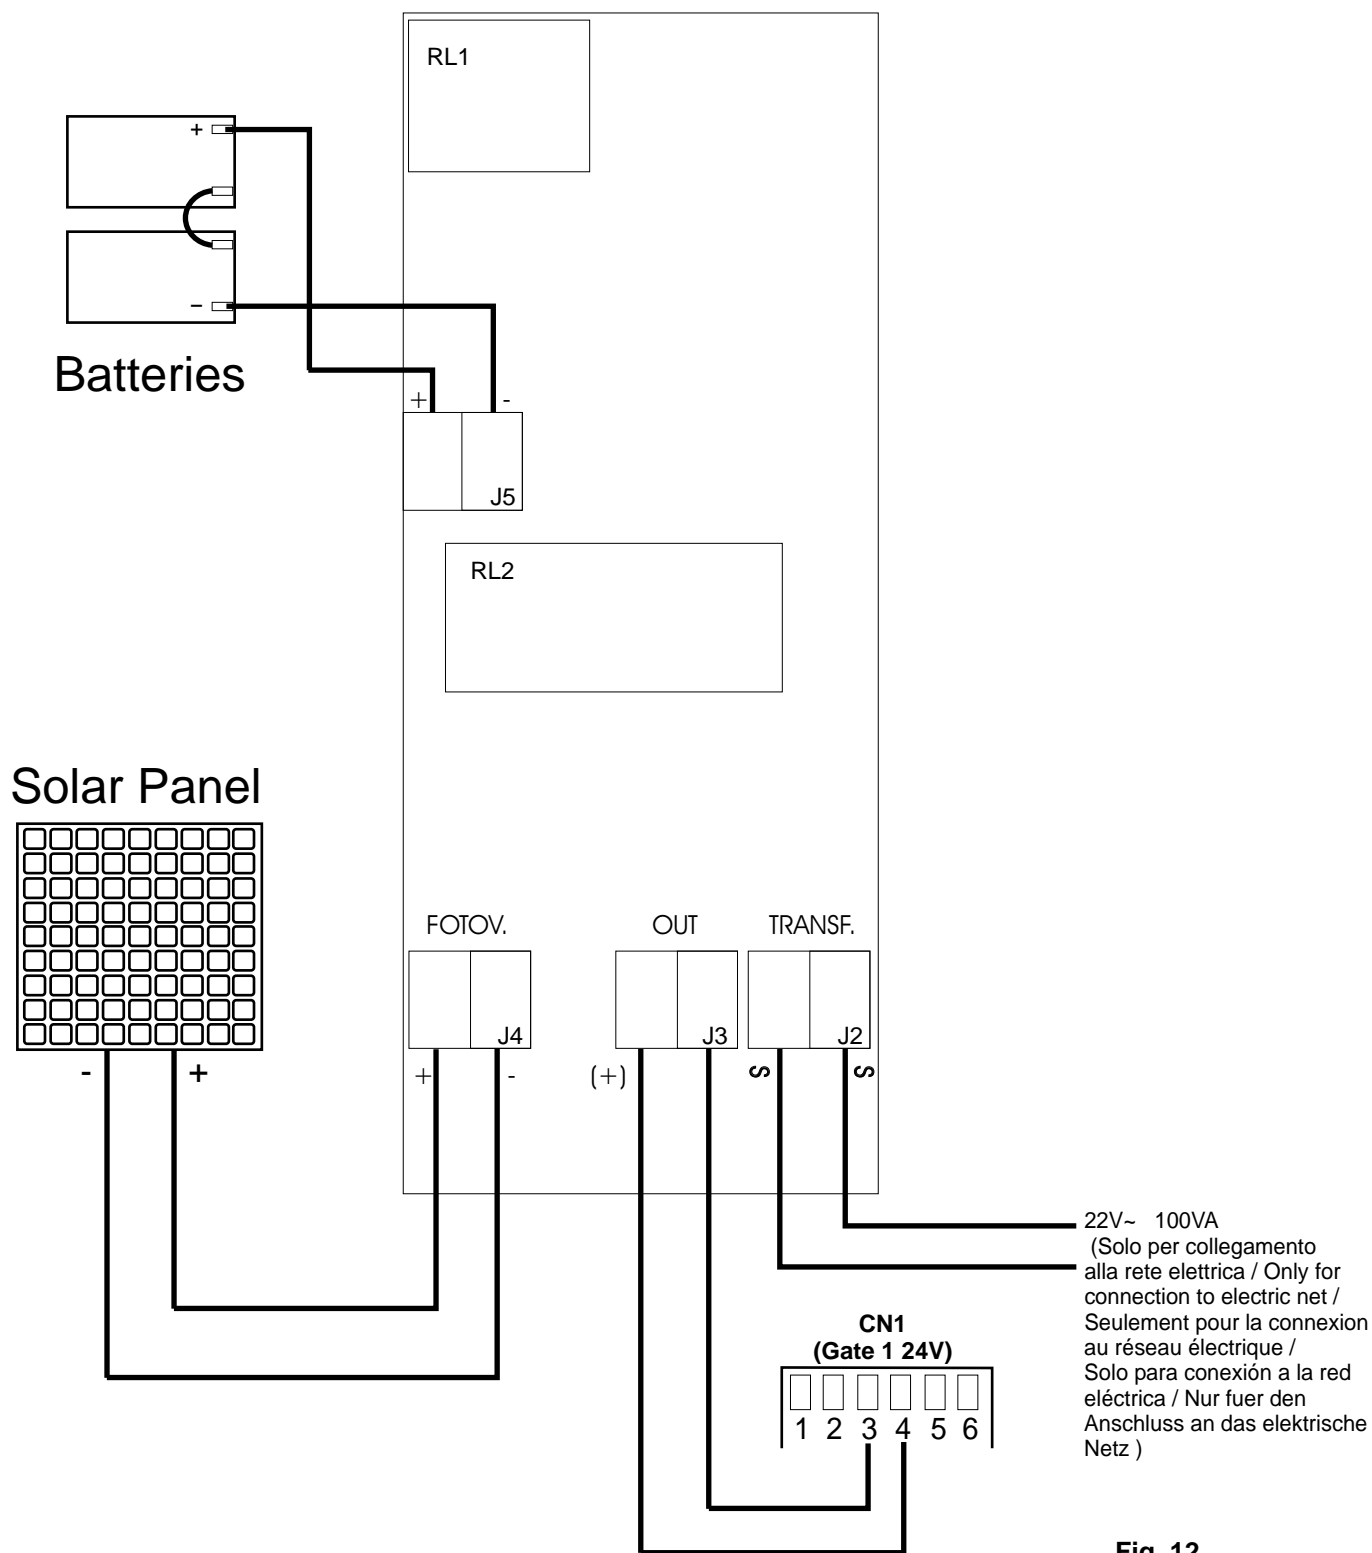 RL1
+
−
Batteries
+ -
J5
RL2
Solar Panel
FOTOV. OUT TRANSF.
J4 J3 J2
- +
+ - (+) S S
22V~ 100VA
(Solo per collegamento
alla rete elettrica / Only for
connection to electric net /
Seulement pour la connexion
au réseau électrique /
Solo para conexión a la red
eléctrica / Nur fuer den
Anschluss an das elektrische
Netz )
CN1
(Gate 1 24V)
1 2 3 4 5 6
Fig. 12